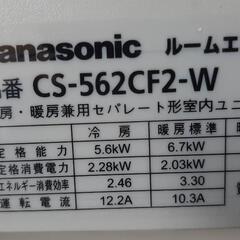 Panasonic ルームエ
品番 CS-562CF2-W
房・暖房兼用セパレート形室内ユニ
冷房 暖房標準
定格能力 5.6kW 6.7kW
定格消費電力 2.28kW 2.03kW
エネルギー消費効率 2.46 3.30
運転電流 12.2A 10.3A